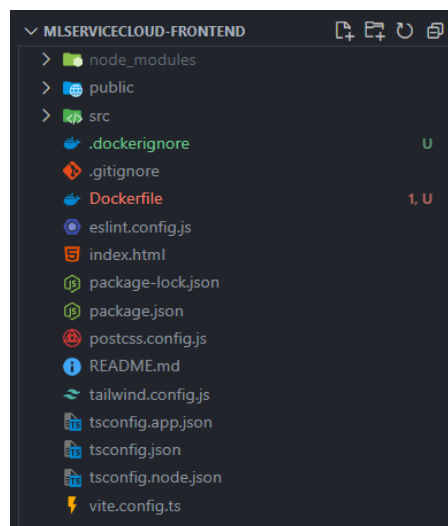 MLSERVICECLOUD-FRONTEND
node_modules
public
src
.dockerignore U
.gitignore
Dockerfile 1, U
eslint.config.js
index.html
package-lock.json
package.json
postcss.config.js
README.md
tailwind.config.js
tsconfig.app.json
tsconfig.json
tsconfig.node.json
vite.config.ts